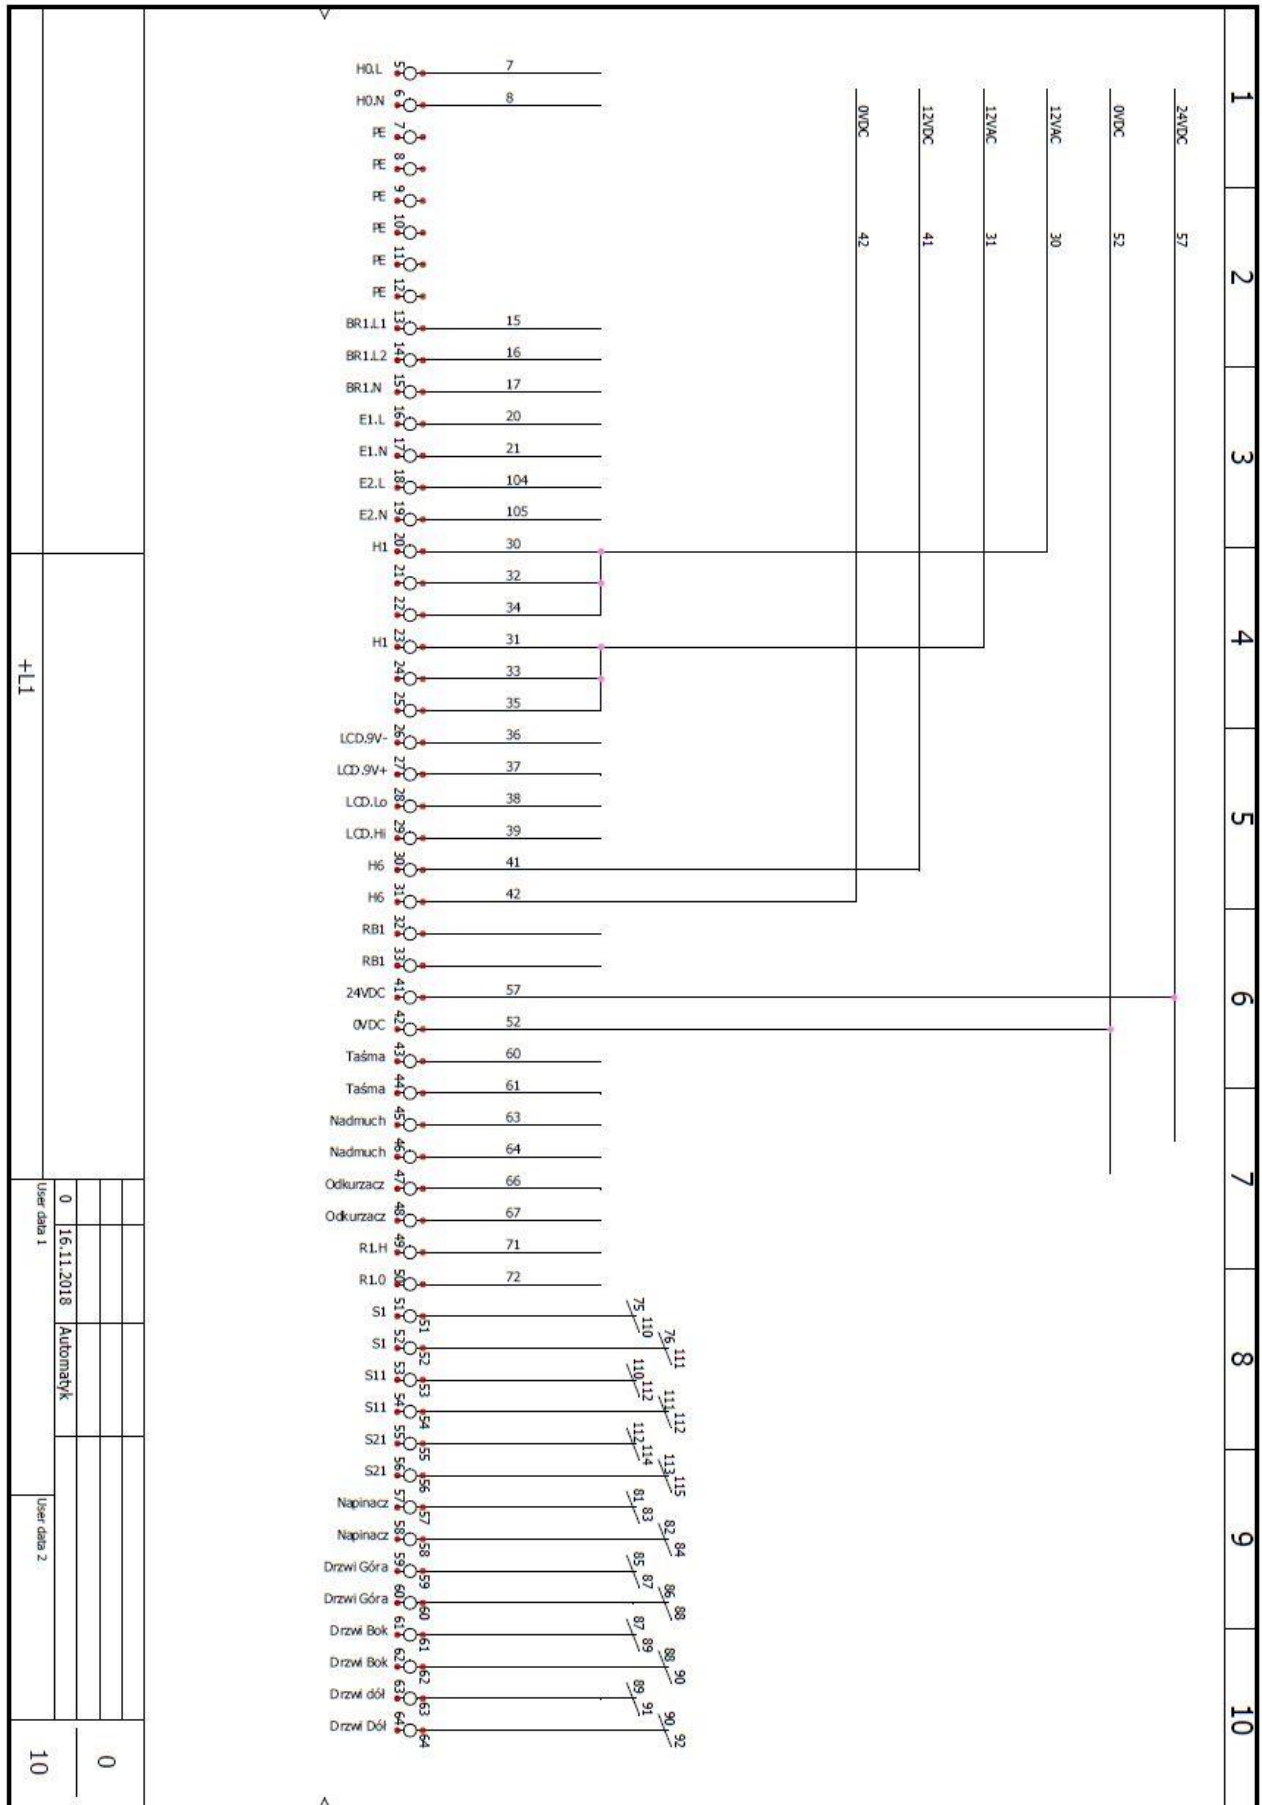 1
2
3
4
5
6
7
8
9
10
24VDC 57
0VDC 52
12VAC 30
12VAC 31
12VDC 41
0VDC 42
H0.L 5 7
H0.N 6 8
PE 7
PE 8
PE 9
PE 10
PE 11
PE 12
BR1.L1 13 15
BR1.L2 14 16
BR1.N 15 17
E1.L 16 20
E1.N 17 21
E2.L 18 104
E2.N 19 105
H1 20 30
21 32
22 34
H1 23 31
24 33
25 35
LCD.9V- 26 36
LCD.9V+ 27 37
LCD.Lo 28 38
LCD.Hi 29 39
H6 30 41
H6 31 42
RB1 32
RB1 33
24VDC 41 57
0VDC 42 52
Taśma 43 60
Taśma 44 61
Nadmuch 45 63
Nadmuch 46 64
Odkurzacz 47 66
Odkurzacz 48 67
R1.H 49 71
R1.0 50 72
S1 51 51 75 110
S1 52 52 76 111
S11 53 53 110 112
S11 54 54 111 112
S21 55 55 112 114
S21 56 56 113 115
Napinacz 57 57 81 83
Napinacz 58 58 82 84
Drzwi Góra 59 59 85 87
Drzwi Góra 60 60 86 88
Drzwi Bok 61 61 87 89
Drzwi Bok 62 62 88 90
Drzwi dół 63 63 89 91
Drzwi Dół 64 64 90 92
+L1
0 16.11.2018 Automatyk
User data 1
User data 2
0
10